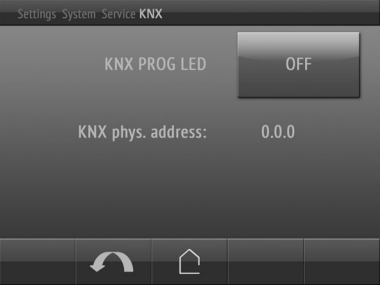 Settings System Service KNX
KNX PROG LED OFF
KNX phys. address: 0.0.0